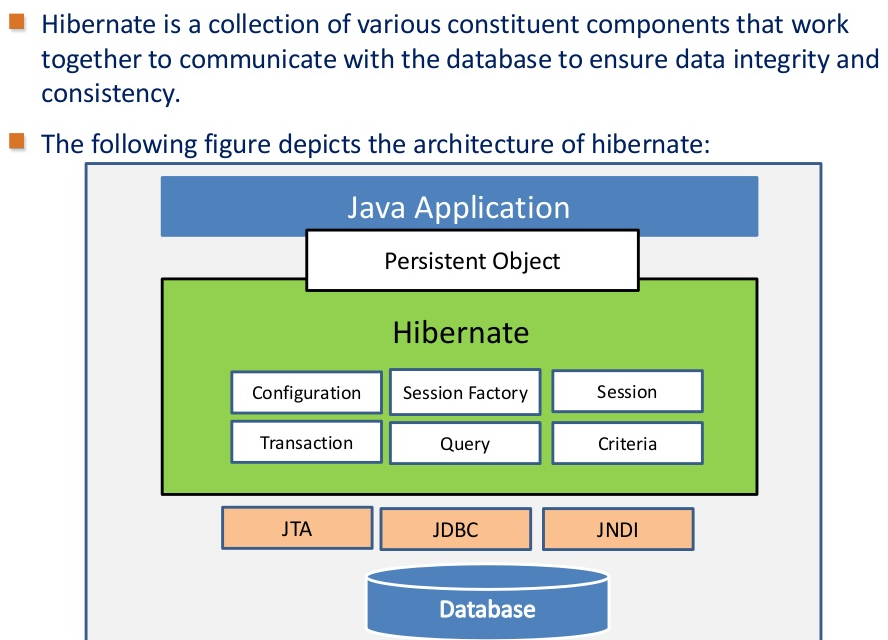 Hibernate is a collection of various constituent components that work
together to communicate with the database to ensure data integrity and
consistency.
The following figure depicts the architecture of hibernate:
Java Application
Persistent Object
Hibernate
Configuration
Session Factory
Session
Transaction
Query
Criteria
JTA
JDBC
JNDI
Database